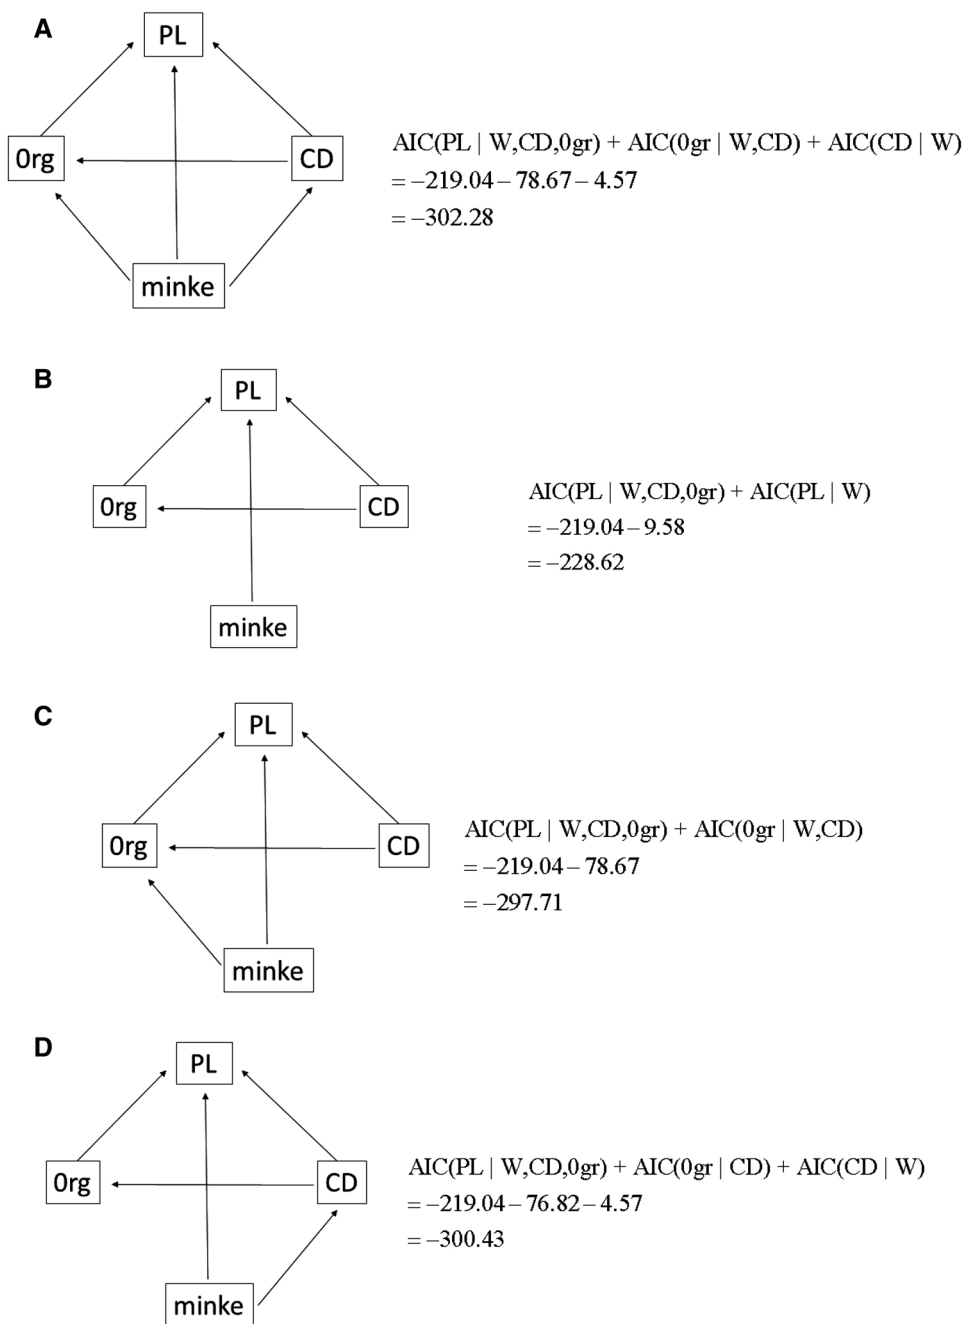 A
PL
0rg
CD
minke
AIC(PL | W,CD,0gr) + AIC(0gr | W,CD) + AIC(CD | W)
= −219.04 − 78.67 − 4.57
= −302.28
B
PL
0rg
CD
minke
AIC(PL | W,CD,0gr) + AIC(PL | W)
= −219.04 − 9.58
= −228.62
C
PL
0rg
CD
minke
AIC(PL | W,CD,0gr) + AIC(0gr | W,CD)
= −219.04 − 78.67
= −297.71
D
PL
0rg
CD
minke
AIC(PL | W,CD,0gr) + AIC(0gr | CD) + AIC(CD | W)
= −219.04 − 76.82 − 4.57
= −300.43